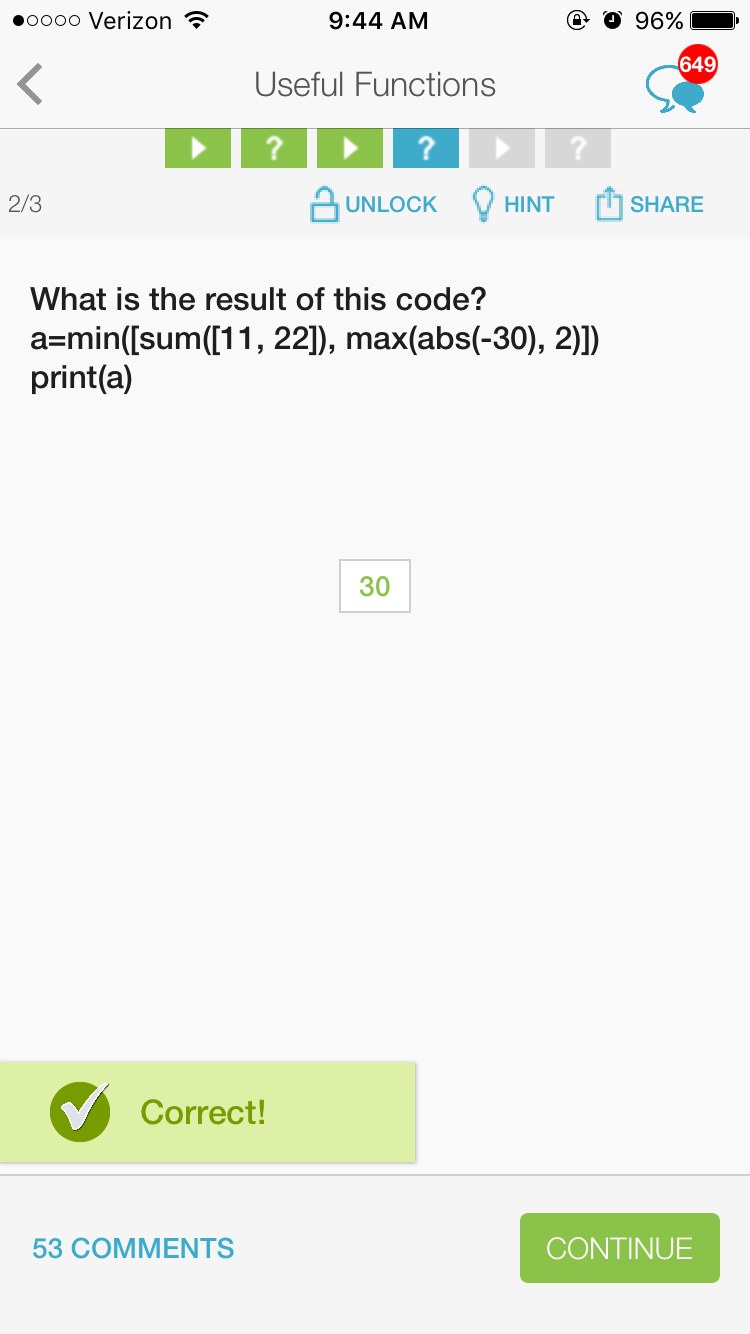 Verizon 9:44 AM 96%
Useful Functions 649
? ? ?
2/3 UNLOCK HINT SHARE
What is the result of this code?
a=min([sum([11, 22]), max(abs(-30), 2)])
print(a)
30
Correct!
53 COMMENTS CONTINUE